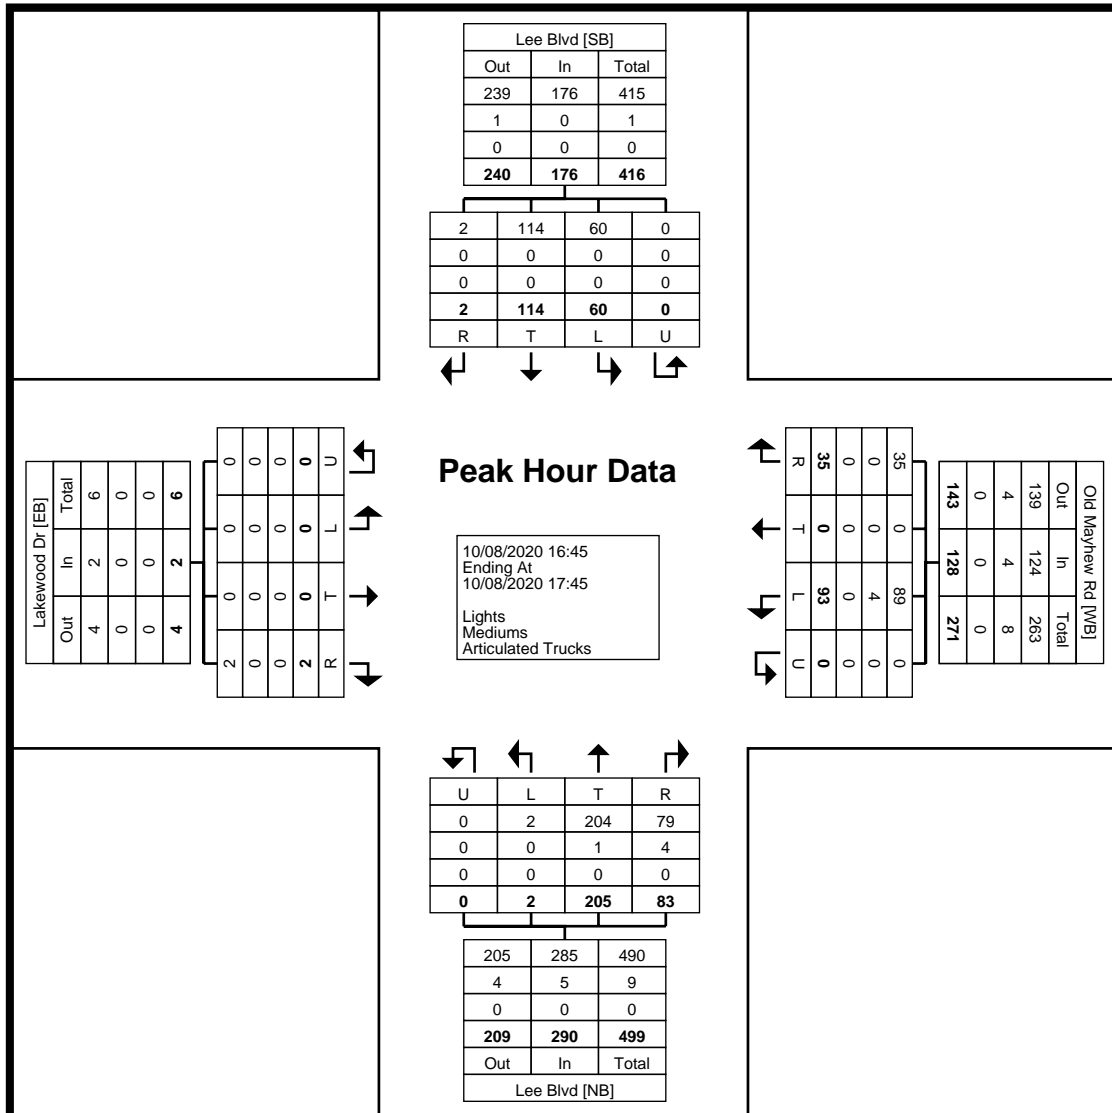 Lee Blvd [SB]
Out In Total
239 176 415
1 0 1
0 0 0
240 176 416
2 114 60 0
0 0 0 0
0 0 0 0
2 114 60 0
R T L U
Peak Hour Data
10/08/2020 16:45
Ending At
10/08/2020 17:45
Lights
Mediums
Articulated Trucks
Lakewood Dr [EB]
Total In Out
6 2 4
0 0 0
0 0 0
6 2 4
0 0 0 2
0 0 0 0
0 0 0 0
0 0 0 2
U L T R
Old Mayhew Rd [WB]
Out In Total
139 124 263
4 4 8
0 0 0
143 128 271
35 0 89 0
0 0 4 0
0 0 0 0
35 0 93 0
R T L U
U L T R
0 2 204 79
0 0 1 4
0 0 0 0
0 2 205 83
205 285 490
4 5 9
0 0 0
209 290 499
Out In Total
Lee Blvd [NB]